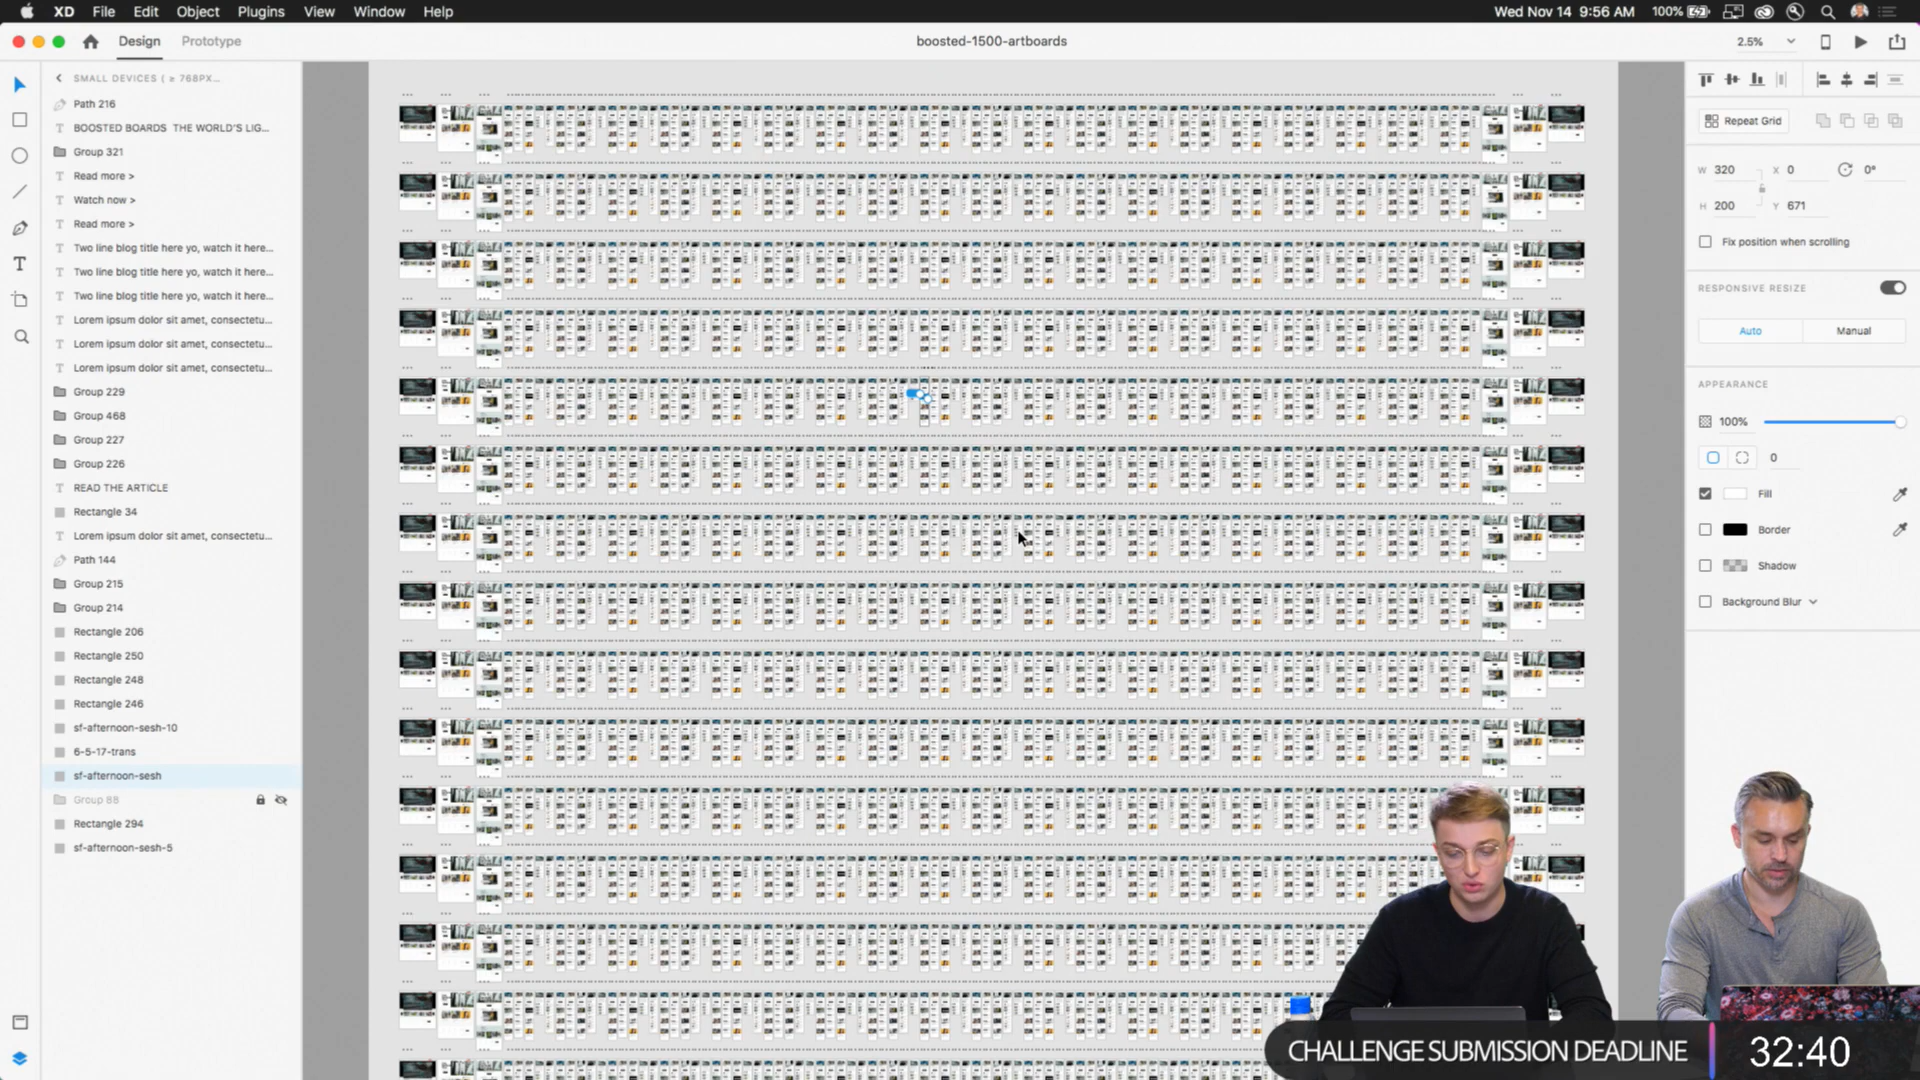 XD File Edit Object Plugins View Window Help
Wed Nov 14 9:56 AM 100%
Design Prototype
boosted-1500-artboards
2.5%
SMALL DEVICES ( ≥ 768PX...
Path 216
BOOSTED BOARDS THE WORLD'S LIG...
Group 321
Read more >
Watch now >
Read more >
Two line blog title here yo, watch it here...
Two line blog title here yo, watch it here...
Two line blog title here yo, watch it here...
Lorem ipsum dolor sit amet, consectetu...
Lorem ipsum dolor sit amet, consectetu...
Lorem ipsum dolor sit amet, consectetu...
Group 229
Group 468
Group 227
Group 226
READ THE ARTICLE
Rectangle 34
Lorem ipsum dolor sit amet, consectetu...
Path 144
Group 215
Group 214
Rectangle 206
Rectangle 250
Rectangle 248
Rectangle 246
sf-afternoon-sesh-10
6-5-17-trans
sf-afternoon-sesh
Group 88
Rectangle 294
sf-afternoon-sesh-5
Repeat Grid
W 320 X 0 0°
H 200 Y 671
Fix position when scrolling
RESPONSIVE RESIZE
Auto Manual
APPEARANCE
100%
0
Fill
Border
Shadow
Background Blur
CHALLENGE SUBMISSION DEADLINE 32:40